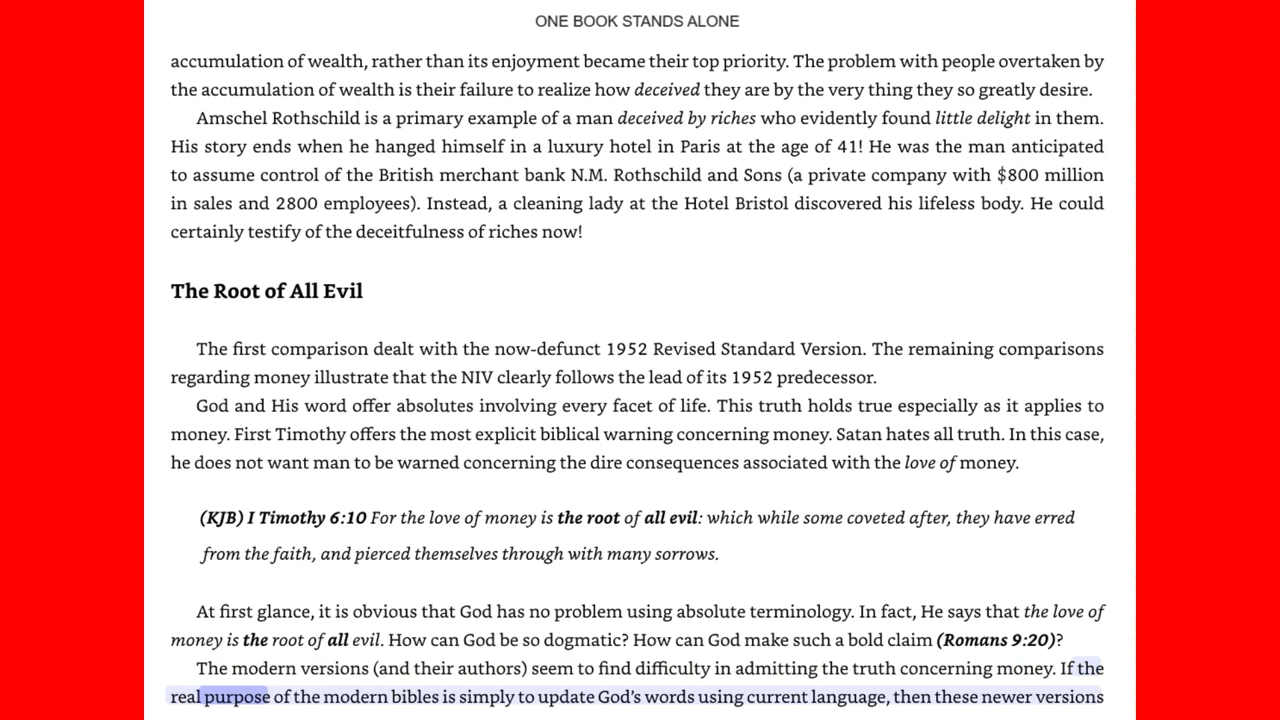 ONE BOOK STANDS ALONE
accumulation of wealth, rather than its enjoyment became their top priority. The problem with people overtaken by
the accumulation of wealth is their failure to realize how deceived they are by the very thing they so greatly desire.
Amschel Rothschild is a primary example of a man deceived by riches who evidently found little delight in them.
His story ends when he hanged himself in a luxury hotel in Paris at the age of 41! He was the man anticipated
to assume control of the British merchant bank N.M. Rothschild and Sons (a private company with $800 million
in sales and 2800 employees). Instead, a cleaning lady at the Hotel Bristol discovered his lifeless body. He could
certainly testify of the deceitfulness of riches now!
The Root of All Evil
The first comparison dealt with the now-defunct 1952 Revised Standard Version. The remaining comparisons
regarding money illustrate that the NIV clearly follows the lead of its 1952 predecessor.
God and His word offer absolutes involving every facet of life. This truth holds true especially as it applies to
money. First Timothy offers the most explicit biblical warning concerning money. Satan hates all truth. In this case,
he does not want man to be warned concerning the dire consequences associated with the love of money.
(KJB) I Timothy 6:10 For the love of money is the root of all evil: which while some coveted after, they have erred
from the faith, and pierced themselves through with many sorrows.
At first glance, it is obvious that God has no problem using absolute terminology. In fact, He says that the love of
money is the root of all evil. How can God be so dogmatic? How can God make such a bold claim (Romans 9:20)?
The modern versions (and their authors) seem to find difficulty in admitting the truth concerning money. If the
real purpose of the modern bibles is simply to update God's words using current language, then these newer versions